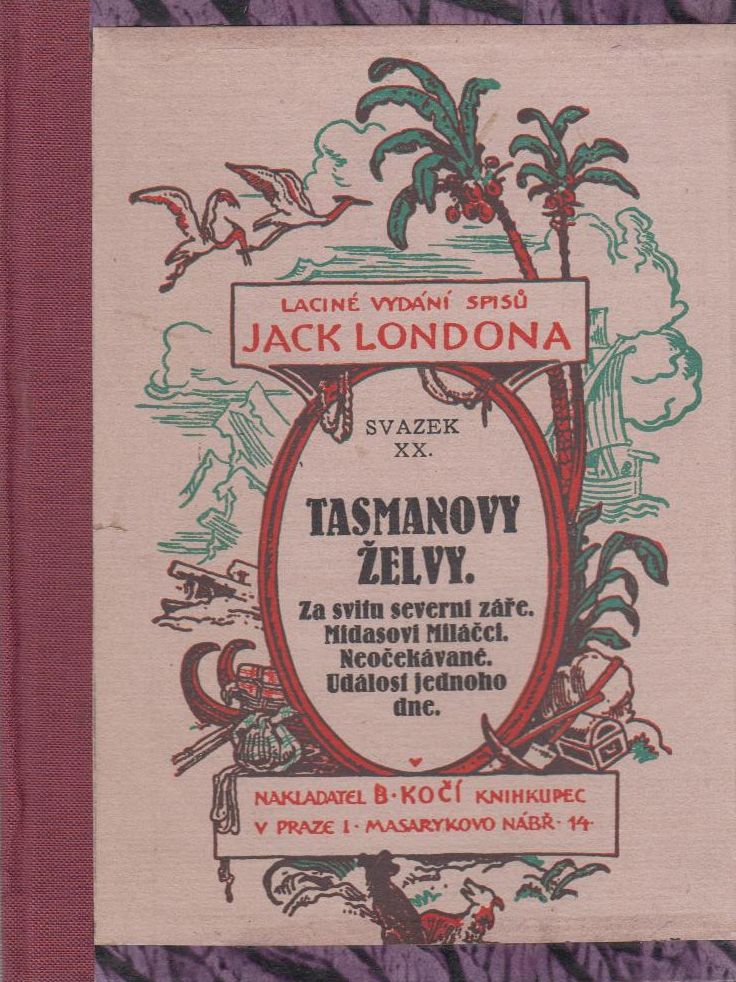 LACINÉ VYDÁNÍ SPISŮ
JACK LONDONA
SVAZEK
XX.
TASMANOVY
ŽELVY.
Za svitu severní záře.
Midasovi Miláčci.
Neočekávané.
Událost jednoho
dne.
NAKLADATEL B·KOČÍ KNIHKUPEC
V PRAZE I· MASARYKOVO NÁBŘ·14·